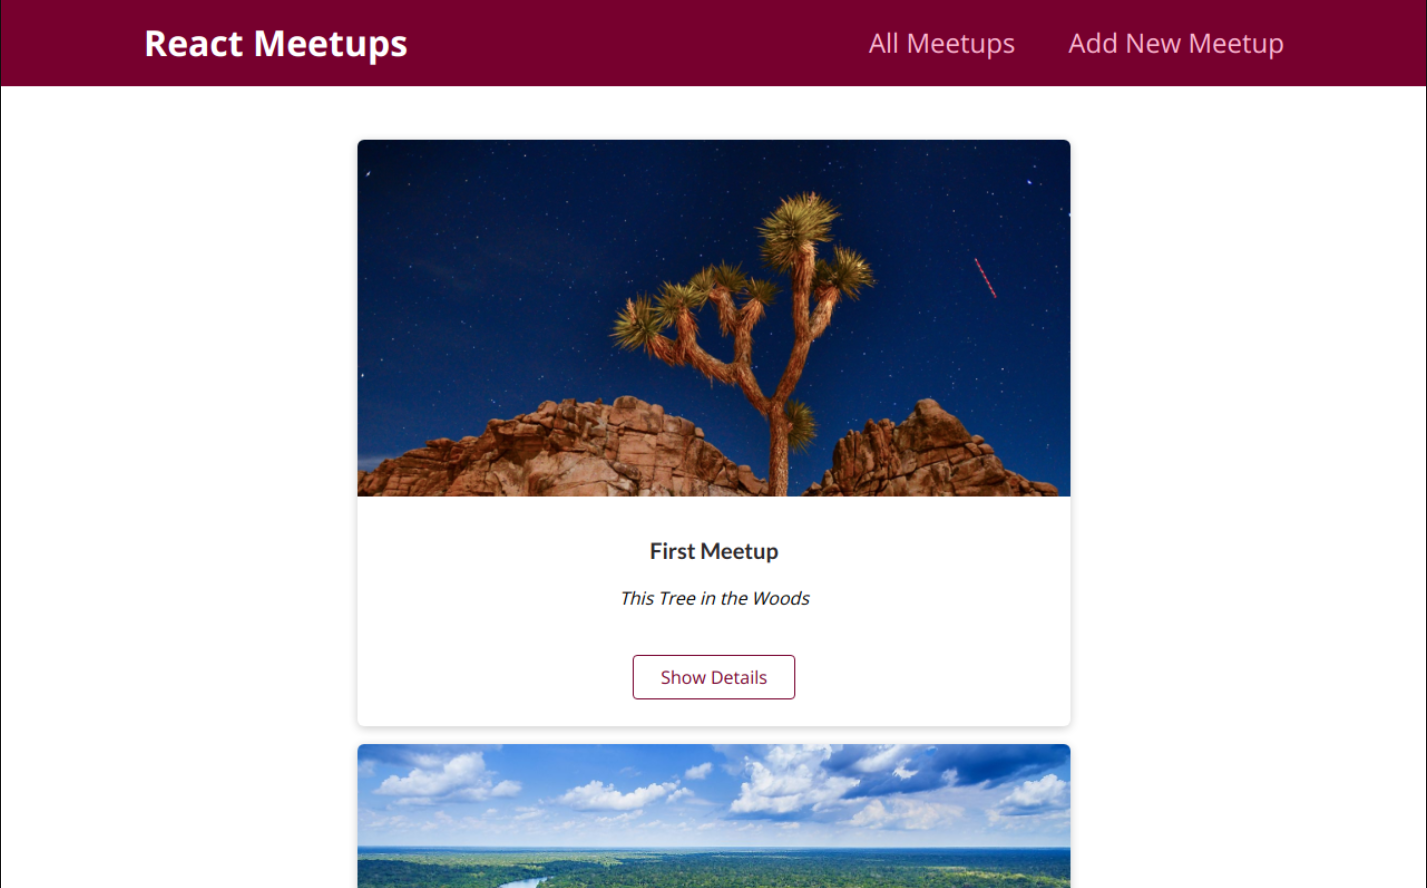 React Meetups
All Meetups
Add New Meetup
First Meetup
This Tree in the Woods
Show Details